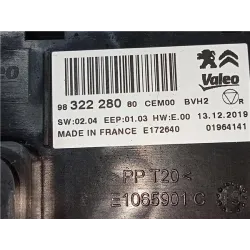 Valeo
98 322 280 80 CEM00 BVH2
SW:02.04 EEP:01.03 HW:E.00 13.12.2019
MADE IN FRANCE E172640 01964141
PP T20
E1065901-C